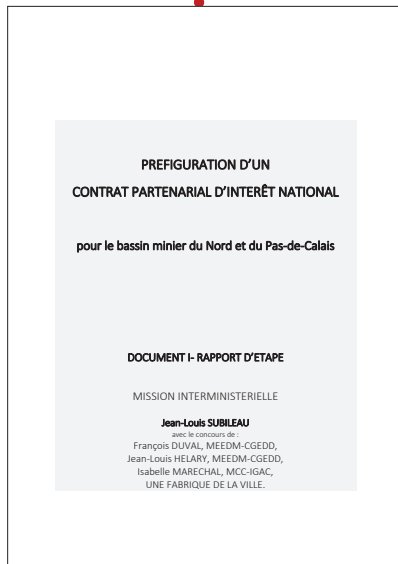 PREFIGURATION D'UN
CONTRAT PARTENARIAL D'INTERÊT NATIONAL
pour le bassin minier du Nord et du Pas-de-Calais
DOCUMENT I- RAPPORT D'ETAPE
MISSION INTERMINISTERIELLE
Jean-Louis SUBILEAU
avec le concours de :
François DUVAL, MEEDM-CGEDD,
Jean-Louis HELARY, MEEDM-CGEDD,
Isabelle MARECHAL, MCC-IGAC,
UNE FABRIQUE DE LA VILLE.